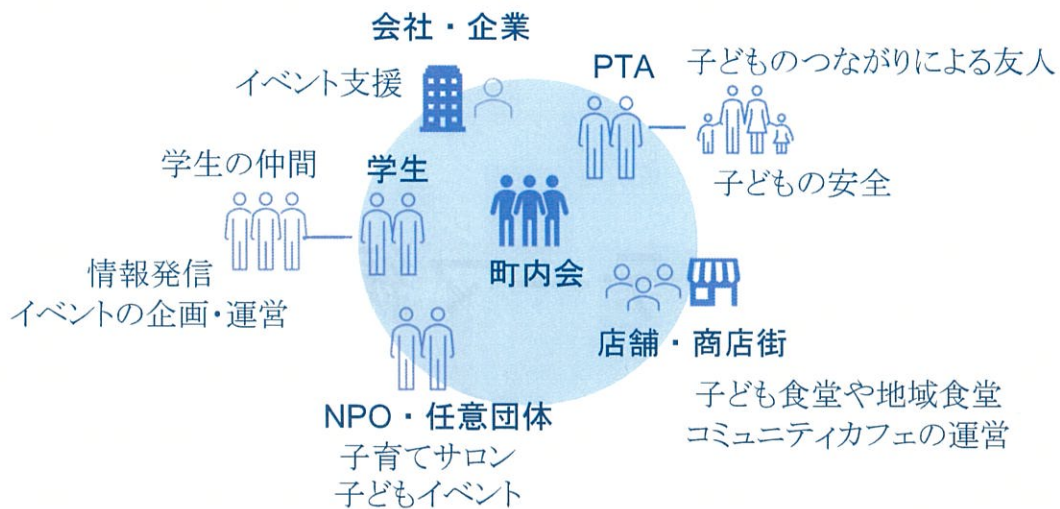 会社・企業
イベント支援
PTA
子どものつながりによる友人
子どもの安全
学生の仲間
学生
情報発信
イベントの企画・運営
町内会
店舗・商店街
子ども食堂や地域食堂
コミュニティカフェの運営
NPO・任意団体
子育てサロン
子どもイベント